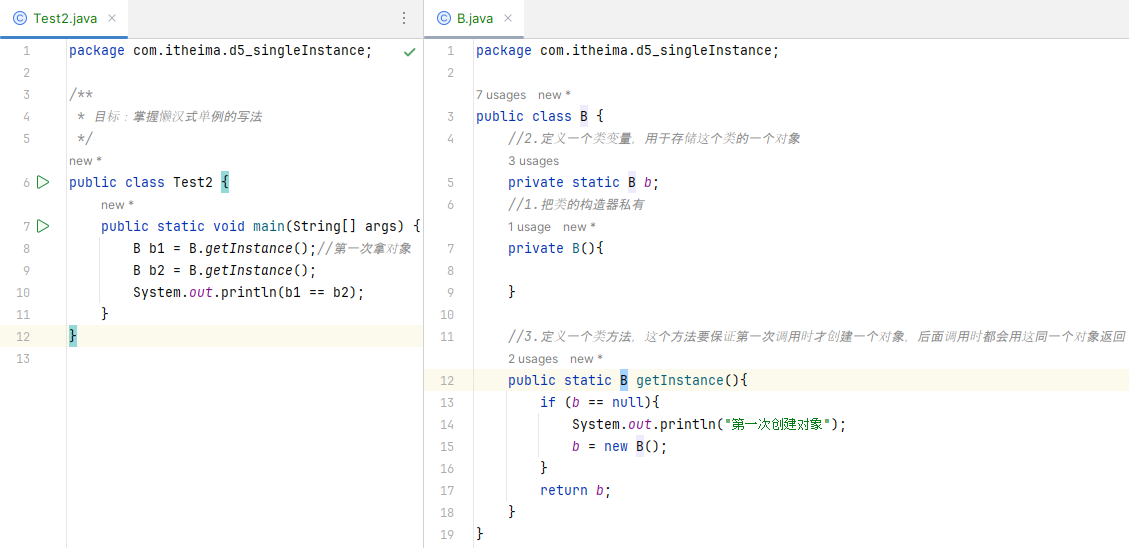 Test2.java
1 package com.itheima.d5_singleInstance;
2
3 /**
4 * 目标：掌握懒汉式单例的写法
5 */
new *
6 public class Test2 {
new *
7 public static void main(String[] args) {
8 B b1 = B.getInstance();//第一次拿对象
9 B b2 = B.getInstance();
10 System.out.println(b1 == b2);
11 }
12 }
13
B.java
1 package com.itheima.d5_singleInstance;
2
7 usages new *
3 public class B {
4 //2.定义一个类变量，用于存储这个类的一个对象
3 usages
5 private static B b;
6 //1.把类的构造器私有
1 usage new *
7 private B(){
8
9 }
10
11 //3.定义一个类方法，这个方法要保证第一次调用时才创建一个对象，后面调用时都会用这同一个对象返回
2 usages new *
12 public static B getInstance(){
13 if (b == null){
14 System.out.println("第一次创建对象");
15 b = new B();
16 }
17 return b;
18 }
19 }